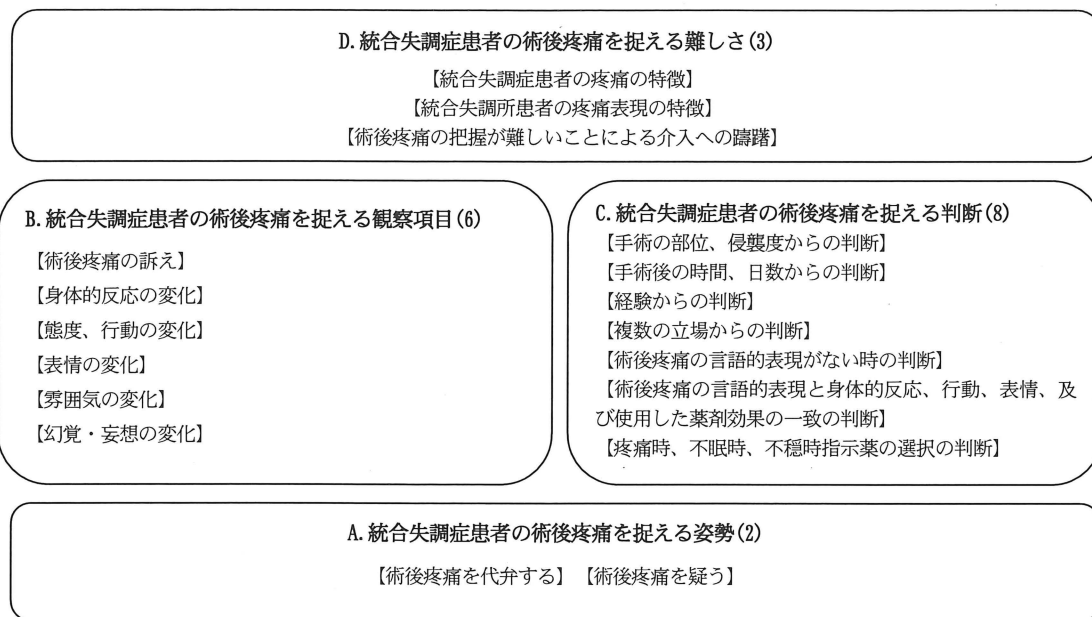 D.統合失調症患者の術後疼痛を捉える難しさ(3)
【統合失調症患者の疼痛の特徴】
【統合失調所患者の疼痛表現の特徴】
【術後疼痛の把握が難しいことによる介入への躊躇】
B.統合失調症患者の術後疼痛を捉える観察項目(6)
【術後疼痛の訴え】
【身体的反応の変化】
【態度、行動の変化】
【表情の変化】
【雰囲気の変化】
【幻覚・妄想の変化】
C.統合失調症患者の術後疼痛を捉える判断(8)
【手術の部位、侵襲度からの判断】
【手術後の時間、日数からの判断】
【経験からの判断】
【複数の立場からの判断】
【術後疼痛の言語的表現がない時の判断】
【術後疼痛の言語的表現と身体的反応、行動、表情、及
び使用した薬剤効果の一致の判断】
【疼痛時、不眠時、不穏時指示薬の選択の判断】
A.統合失調症患者の術後疼痛を捉える姿勢(2)
【術後疼痛を代弁する】【術後疼痛を疑う】